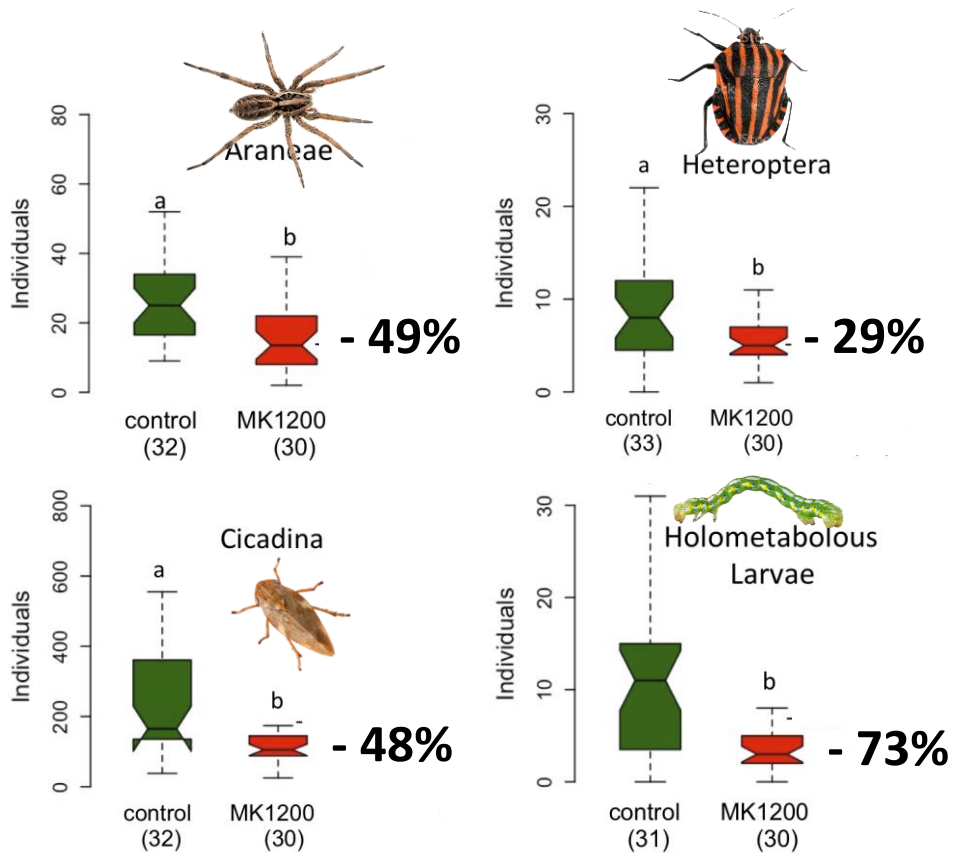 Araneae
80
60
40
20
0
Individuals
a
b
- 49%
control
(32)
MK1200
(30)
Heteroptera
30
20
10
0
Individuals
a
b
- 29%
control
(33)
MK1200
(30)
Cicadina
800
600
400
200
0
Individuals
a
b
- 48%
control
(32)
MK1200
(30)
Holometabolous
Larvae
30
20
10
0
Individuals
b
- 73%
control
(31)
MK1200
(30)